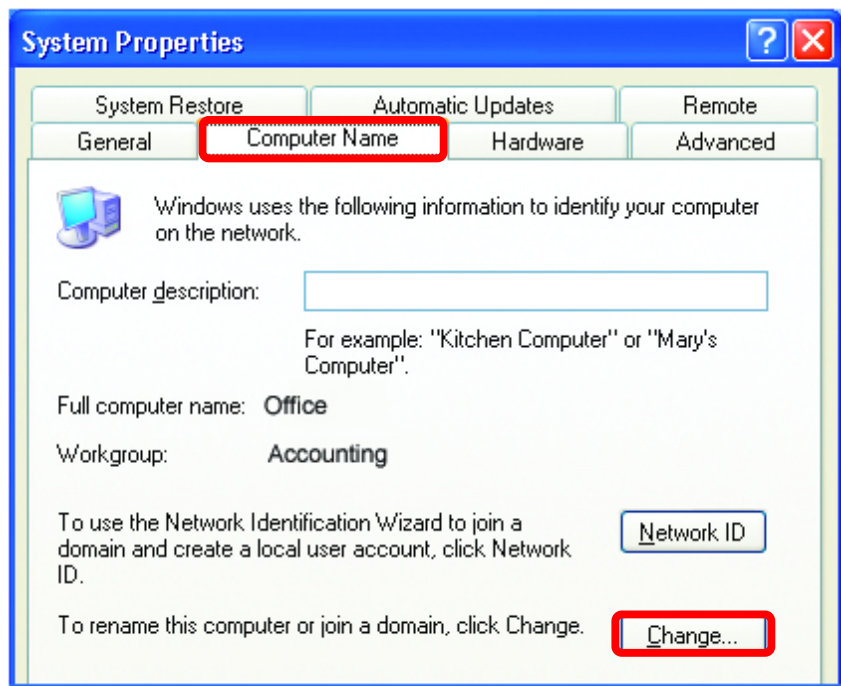 System Properties
System Restore Automatic Updates Remote
General Computer Name Hardware Advanced
Windows uses the following information to identify your computer
on the network.
Computer description:
For example: "Kitchen Computer" or "Mary's
Computer".
Full computer name: Office
Workgroup: Accounting
To use the Network Identification Wizard to join a
domain and create a local user account, click Network
ID.
Network ID
To rename this computer or join a domain, click Change.
Change...